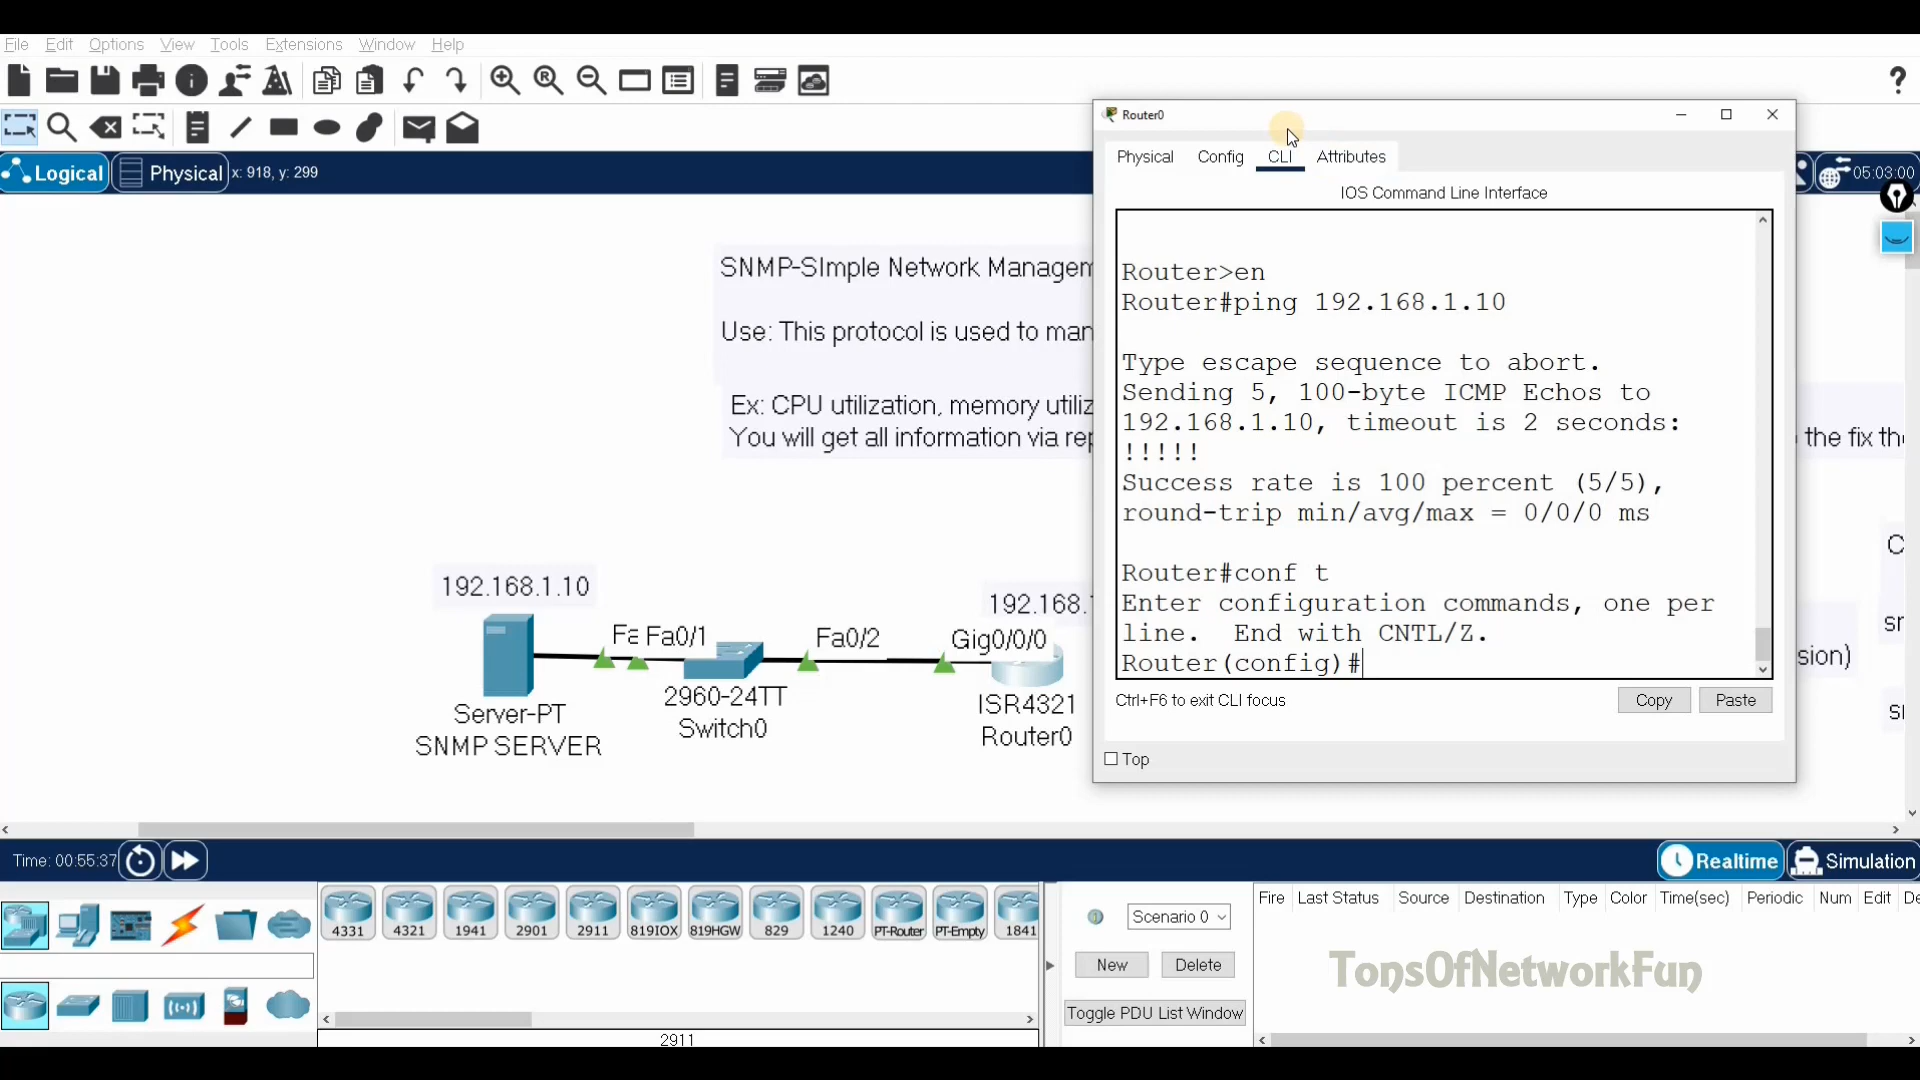 File Edit Options View Tools Extensions Window Help
?
Logical
Physical
x: 918, y: 299
05:03:00
SNMP-SImple Network Managem
Use: This protocol is used to man
Ex: CPU utilization, memory utiliz
You will get all information via rep
the fix the
192.168.1.10
192.168.
Fa0/1
Fa0/2
Gig0/0/0
2960-24TT
Switch0
Server-PT
SNMP SERVER
ISR4321
Router0
sion)
Router0
Physical Config CLI Attributes
IOS Command Line Interface
Router>en
Router#ping 192.168.1.10
Type escape sequence to abort.
Sending 5, 100-byte ICMP Echos to
192.168.1.10, timeout is 2 seconds:
!!!!!
Success rate is 100 percent (5/5),
round-trip min/avg/max = 0/0/0 ms
Router#conf t
Enter configuration commands, one per
line.  End with CNTL/Z.
Router(config)#
Ctrl+F6 to exit CLI focus
Copy
Paste
Top
Time: 00:55:37
Realtime
Simulation
4331 4321 1941 2901 2911 819IOX 819HGW 829 1240 PT-Router PT-Empty 1841
2911
Scenario 0
New
Delete
Toggle PDU List Window
Fire Last Status Source Destination Type Color Time(sec) Periodic Num Edit De
TonsOfNetworkFun